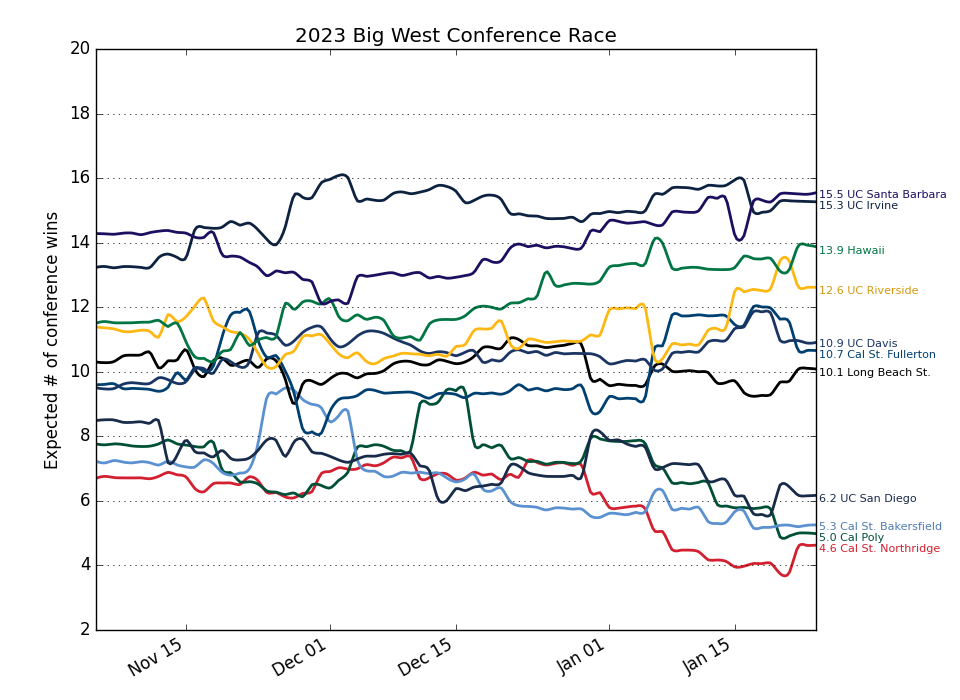 2023 Big West Conference Race
Expected # of conference wins
20
18
16
14
12
10
8
6
4
2
15.5 UC Santa Barbara
15.3 UC Irvine
13.9 Hawaii
12.6 UC Riverside
10.9 UC Davis
10.7 Cal St. Fullerton
10.1 Long Beach St.
6.2 UC San Diego
5.3 Cal St. Bakersfield
5.0 Cal Poly
4.6 Cal St. Northridge
Nov 15
Dec 01
Dec 15
Jan 01
Jan 15